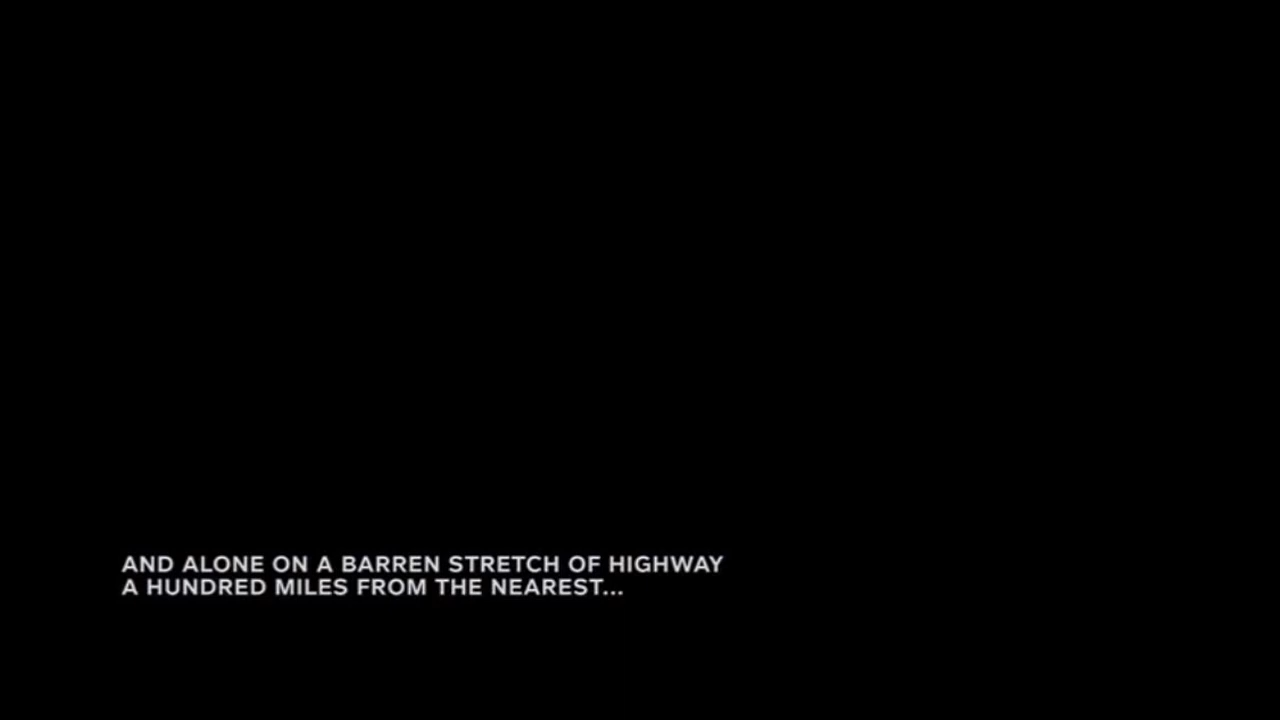 AND ALONE ON A BARREN STRETCH OF HIGHWAY
A HUNDRED MILES FROM THE NEAREST...